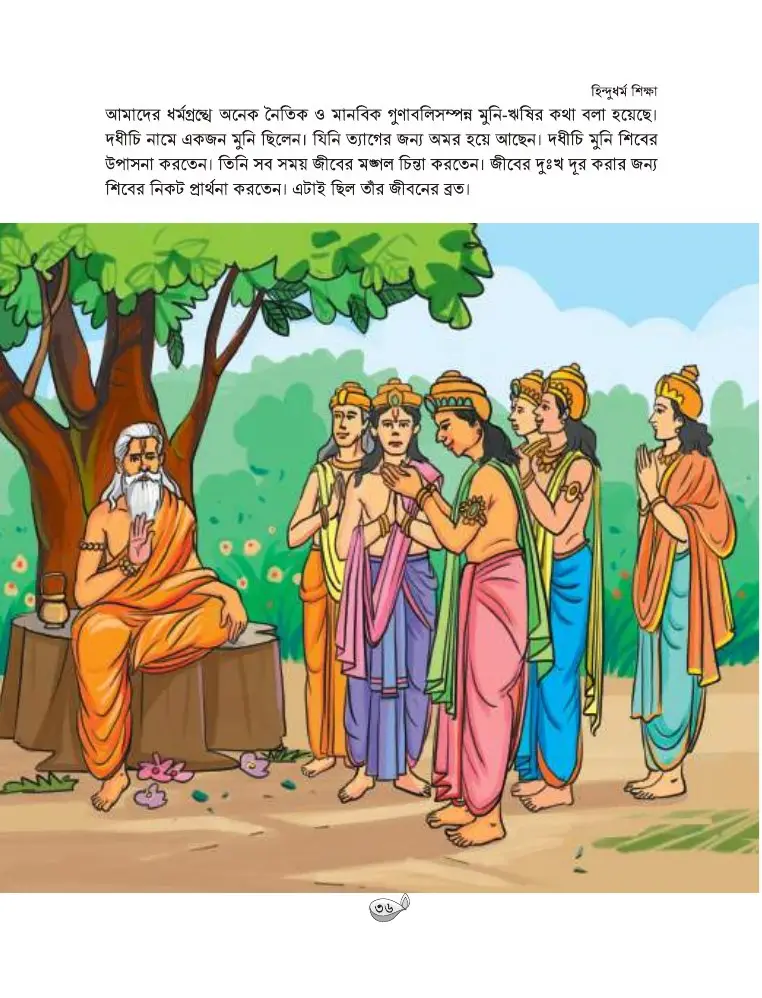 হিন্দুধর্ম শিক্ষা
আমাদের ধর্মগ্রন্থে অনেক নৈতিক ও মানবিক গুণাবলিসম্পন্ন মুনি-ঋষির কথা বলা হয়েছে।
দধীচি নামে একজন মুনি ছিলেন। যিনি ত্যাগের জন্য অমর হয়ে আছেন। দধীচি মুনি শিবের
উপাসনা করতেন। তিনি সব সময় জীবের মঙ্গল চিন্তা করতেন। জীবের দুঃখ দূর করার জন্য
শিবের নিকট প্রার্থনা করতেন। এটাই ছিল তাঁর জীবনের ব্রত।
৩৬